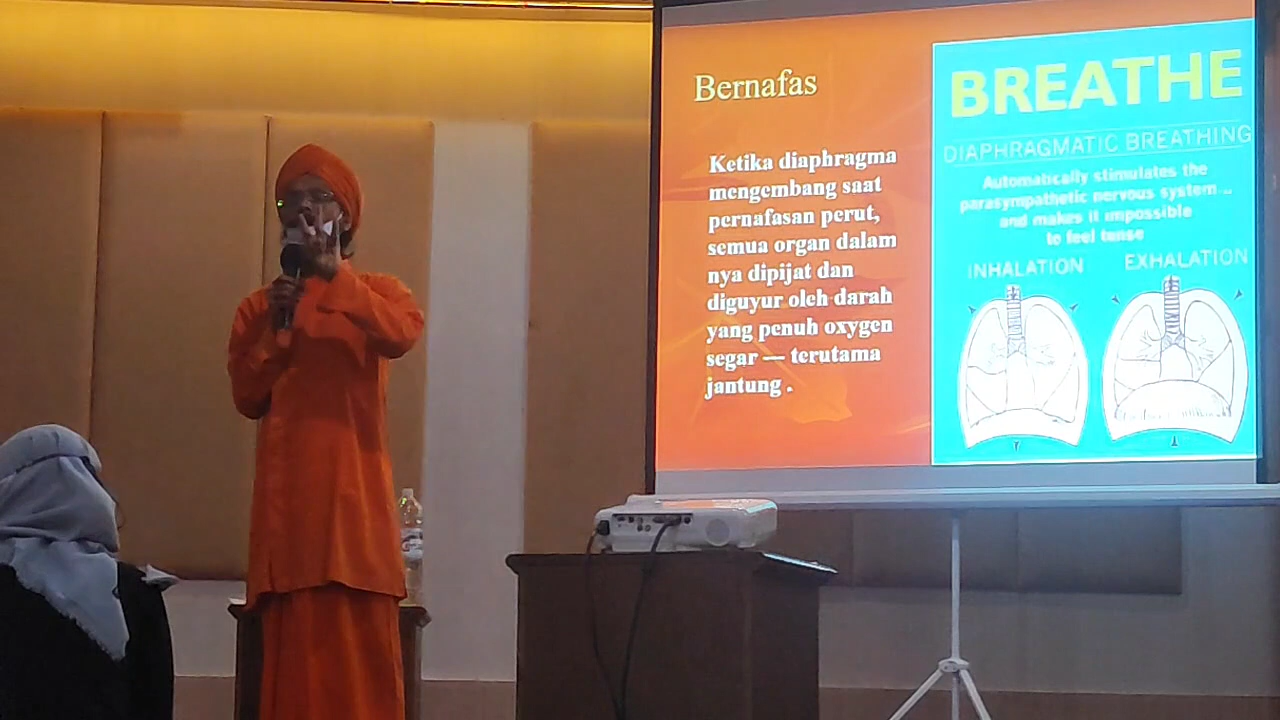 Bernafas
Ketika diaphragma
mengembang saat
pernafasan perut,
semua organ dalam
nya dipijat dan
diguyur oleh darah
yang penuh oxygen
segar — terutama
jantung .
BREATHE
DIAPHRAGMATIC BREATHING
Automatically stimulates the
parasympathetic nervous system ...
and makes it impossible
to feel tense
INHALATION
EXHALATION